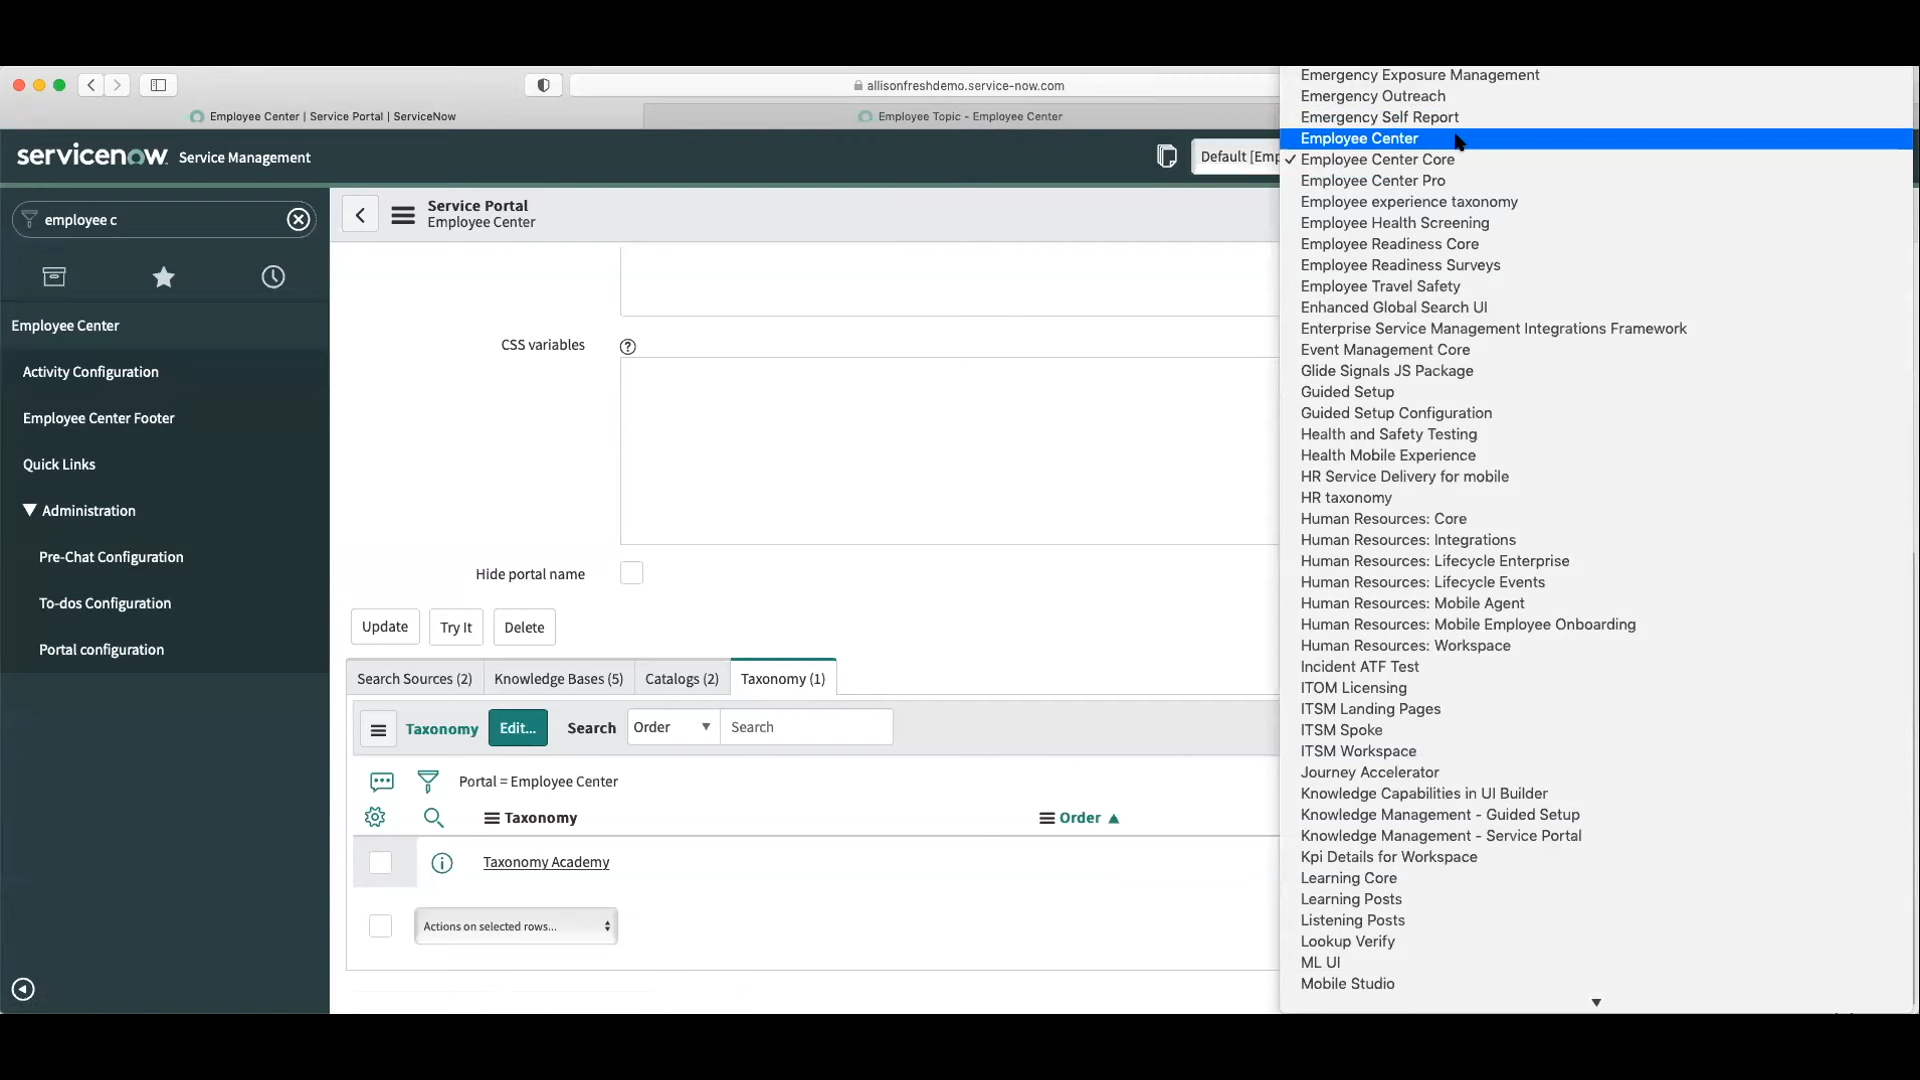 allisonfreshdemo.service-now.com
Employee Center | Service Portal | ServiceNow
Employee Topic - Employee Center
servicenow. Service Management
Default [Emp
employee c
Employee Center
Activity Configuration
Employee Center Footer
Quick Links
Administration
Pre-Chat Configuration
To-dos Configuration
Portal configuration
Service Portal
Employee Center
CSS variables
Hide portal name
Update
Try It
Delete
Search Sources (2)
Knowledge Bases (5)
Catalogs (2)
Taxonomy (1)
Taxonomy
Edit...
Search
Order
Search
Portal = Employee Center
Taxonomy
Order
Taxonomy Academy
Actions on selected rows...
Emergency Exposure Management
Emergency Outreach
Emergency Self Report
Employee Center
Employee Center Core
Employee Center Pro
Employee experience taxonomy
Employee Health Screening
Employee Readiness Core
Employee Readiness Surveys
Employee Travel Safety
Enhanced Global Search UI
Enterprise Service Management Integrations Framework
Event Management Core
Glide Signals JS Package
Guided Setup
Guided Setup Configuration
Health and Safety Testing
Health Mobile Experience
HR Service Delivery for mobile
HR taxonomy
Human Resources: Core
Human Resources: Integrations
Human Resources: Lifecycle Enterprise
Human Resources: Lifecycle Events
Human Resources: Mobile Agent
Human Resources: Mobile Employee Onboarding
Human Resources: Workspace
Incident ATF Test
ITOM Licensing
ITSM Landing Pages
ITSM Spoke
ITSM Workspace
Journey Accelerator
Knowledge Capabilities in UI Builder
Knowledge Management - Guided Setup
Knowledge Management - Service Portal
Kpi Details for Workspace
Learning Core
Learning Posts
Listening Posts
Lookup Verify
ML UI
Mobile Studio